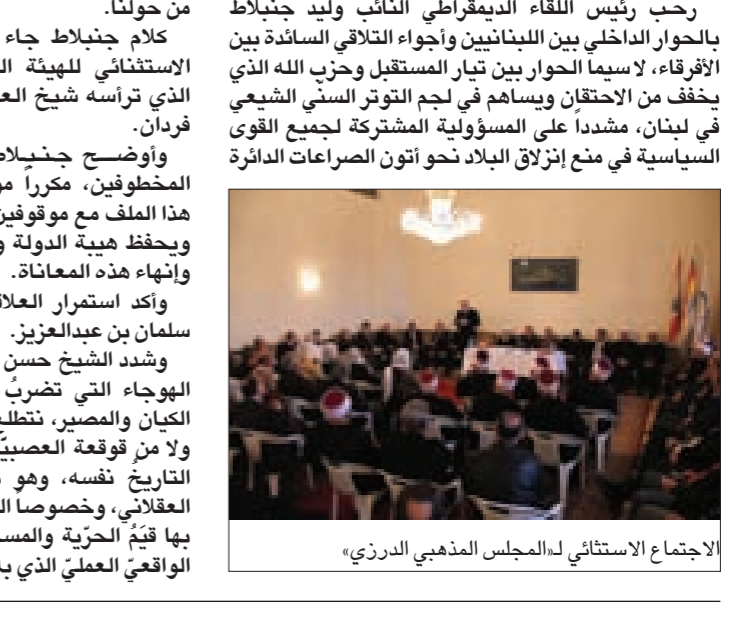 رحب رئيس اللقاء الديمقراطي النائب وليد جنبلاط
بالحوار الداخلي بين اللبنانيين وأجواء التلاقي السائدة بين
الأفرقاء، لا سيما الحوار بين تيار المستقبل وحزب الله الذي
يخفف من الاحتقان ويساهم في لجم التوتر السني الشيعي
في لبنان، مشدداً على المسؤولية المشتركة لجميع القوى
السياسية في منع إنزلاق البلاد نحو أتون الصراعات الدائرة
الاجتماع الاستثائي لـ«المجلس المذهبي الدرزي»
من حولنا.
كلام جنبلاط جاء
الاستثنائي للهيئة
الذي ترأسه شيخ
فردان.
وأوضح جنبلاط
المخطوفين، مكرراً
هذا الملف مع موقوفين
ويحفظ هيبة الدولة
وإنهاء هذه المعاناة.
وأكد استمرار
سلمان بن عبدالعزيز.
وشدد الشيخ حسن
الهوجاء التي تضربُ
الكيان والمصير،
ولا من قوقعة
التاريخُ نفسه، وهو
العقلاني، وخصوصاً
بها قيَمُ الحرّية
الواقعيّ العمليّ الذي